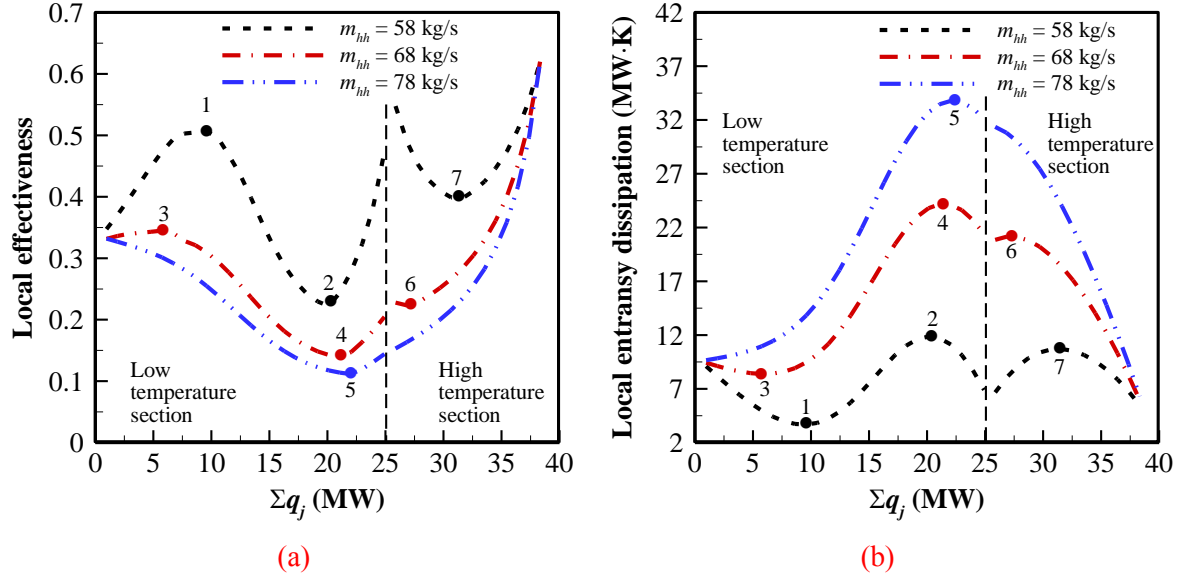 0.7
0.6
0.5
0.4
0.3
0.2
0.1
0
Local effectiveness
m_hh = 58 kg/s
m_hh = 68 kg/s
m_hh = 78 kg/s
1
2
3
4
5
6
7
Low
temperature
section
High
temperature
section
0 5 10 15 20 25 30 35 40
Σq_j (MW)
(a)
42
37
32
27
22
17
12
7
2
Local entransy dissipation (MW·K)
m_hh = 58 kg/s
m_hh = 68 kg/s
m_hh = 78 kg/s
Low
temperature
section
High
temperature
section
5
4
6
2
7
3
1
0 5 10 15 20 25 30 35 40
Σq_j (MW)
(b)